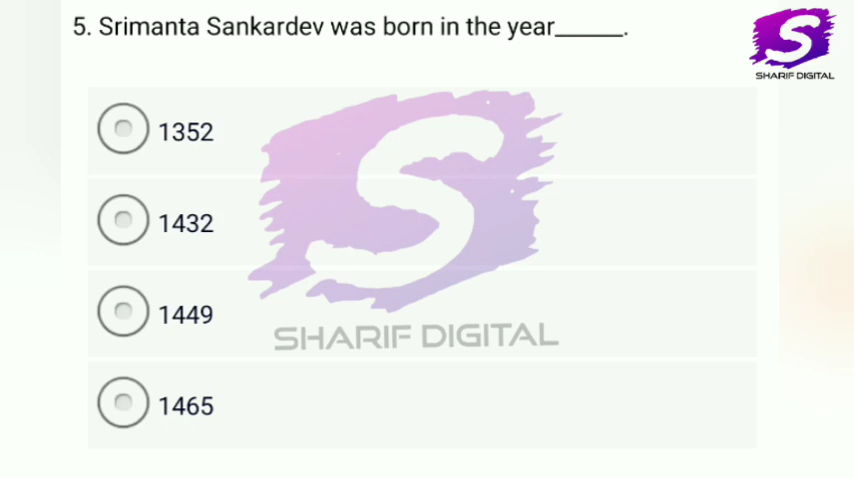 5. Srimanta Sankardev was born in the year______.
SHARIF DIGITAL
1352
1432
1449
SHARIF DIGITAL
1465